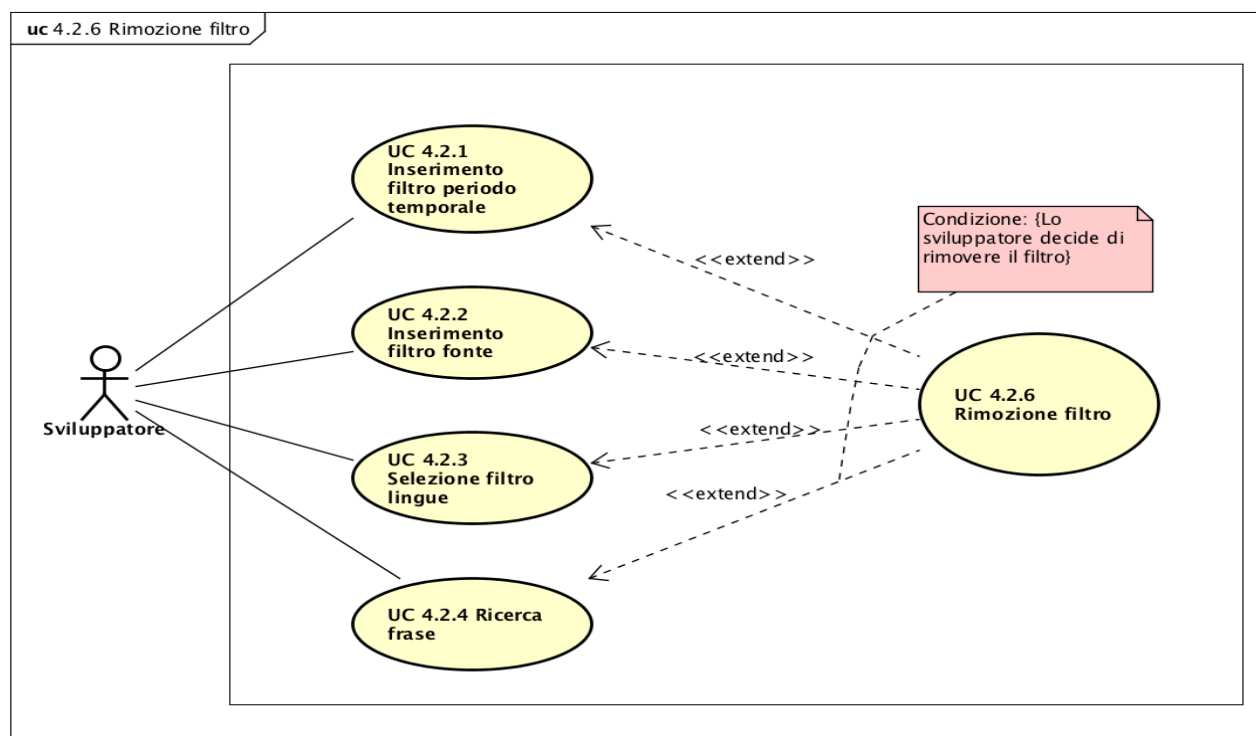 uc 4.2.6 Rimozione filtro
UC 4.2.1
Inserimento
filtro periodo
temporale
Condizione: {Lo
sviluppatore decide di
rimovere il filtro}
<<extend>>
UC 4.2.2
Inserimento
filtro fonte
<<extend>>
UC 4.2.6
Rimozione filtro
Sviluppatore
<<extend>>
UC 4.2.3
Selezione filtro
lingue
<<extend>>
UC 4.2.4 Ricerca
frase